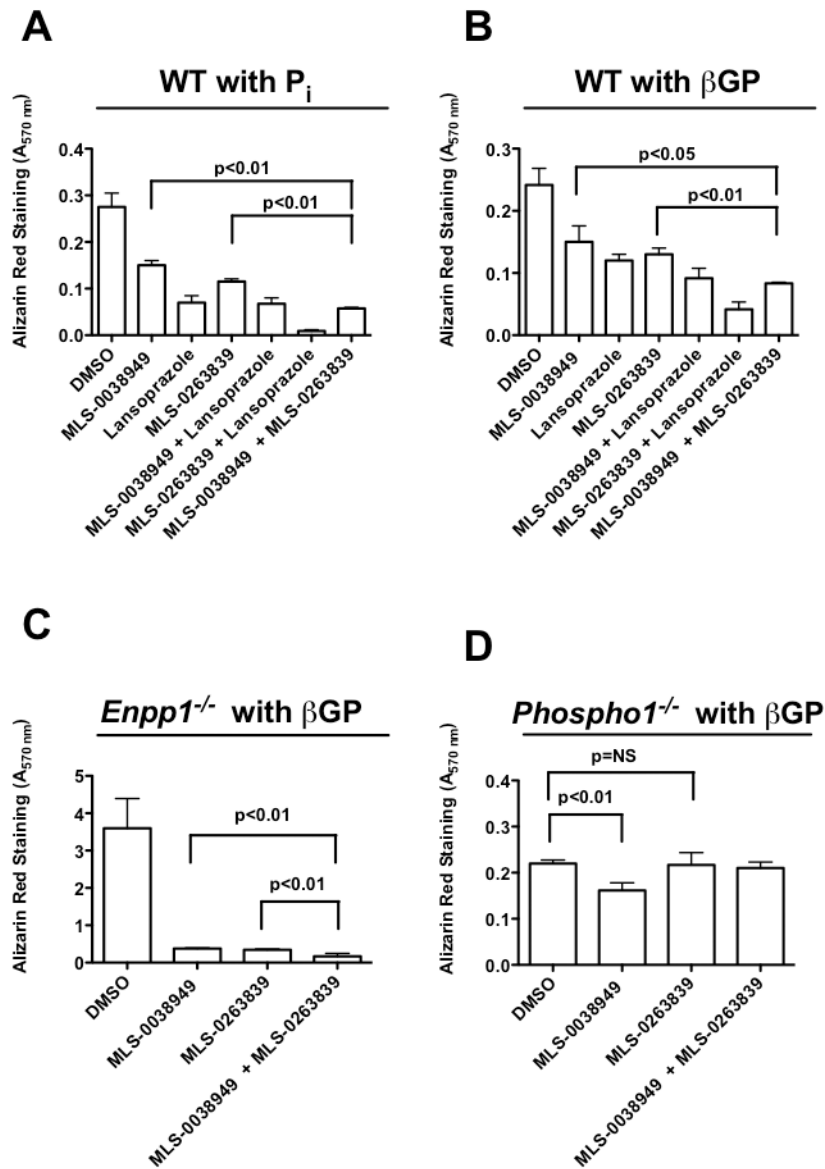 A
WT with Pi
Alizarin Red Staining (A570 nm)
0.4
0.3
0.2
0.1
0.0
p<0.01
p<0.01
DMSO
MLS-0038949
Lansoprazole
MLS-0263839
MLS-0038949 + Lansoprazole
MLS-0263839 + Lansoprazole
MLS-0038949 + MLS-0263839
B
WT with βGP
Alizarin Red Staining (A570 nm)
0.3
0.2
0.1
0.0
p<0.05
p<0.01
DMSO
MLS-0038949
Lansoprazole
MLS-0263839
MLS-0038949 + Lansoprazole
MLS-0263839 + Lansoprazole
MLS-0038949 + MLS-0263839
C
Enpp1-/- with βGP
Alizarin Red Staining (A570 nm)
5
4
3
2
1
0
p<0.01
p<0.01
DMSO
MLS-0038949
MLS-0263839
MLS-0038949 + MLS-0263839
D
Phospho1-/- with βGP
Alizarin Red Staining (A570 nm)
0.4
0.3
0.2
0.1
0.0
p=NS
p<0.01
DMSO
MLS-0038949
MLS-0263839
MLS-0038949 + MLS-0263839